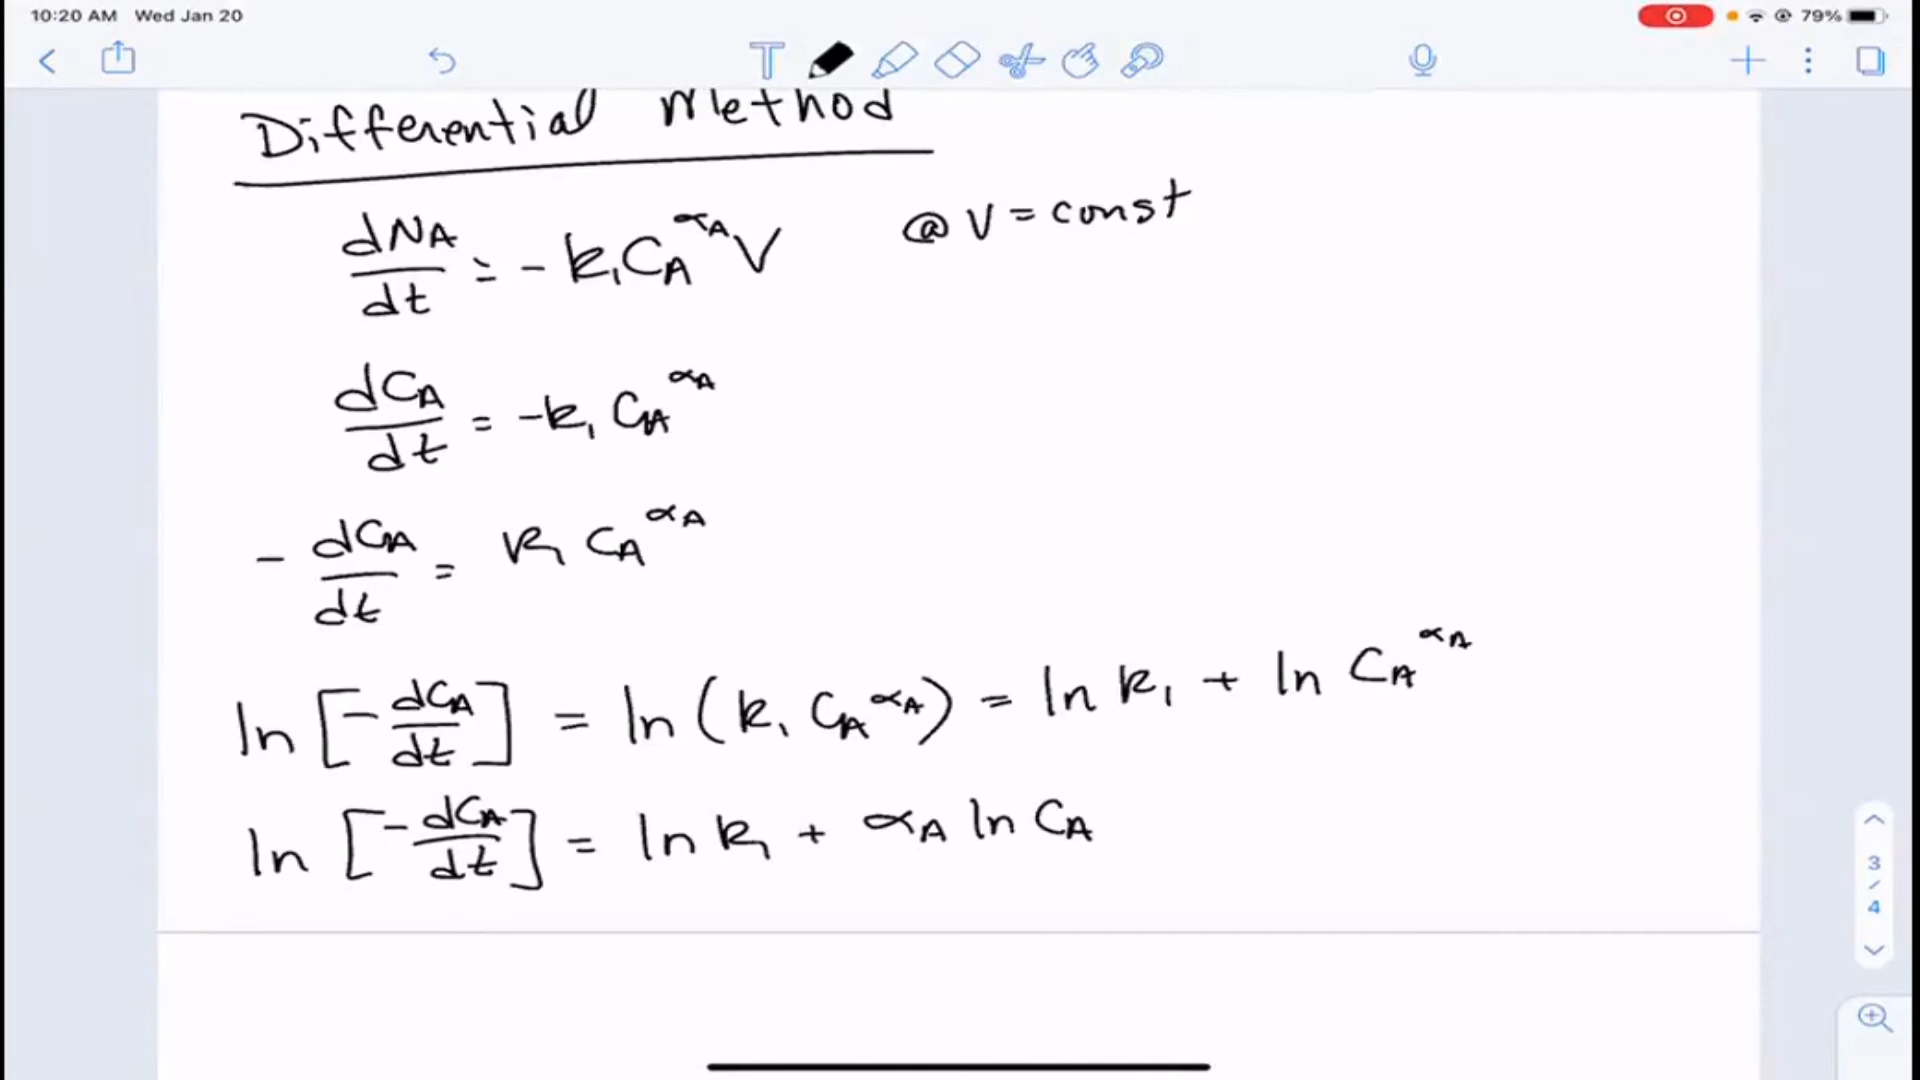 10:20 AM Wed Jan 20 79%
T
Differential Method
dNA/dt = - k₁CA^αA V @ V = const
dCA/dt = -k₁ CA^αA
- dCA/dt = k₁ CA^αA
ln [- dCA/dt] = ln (k₁ CA^αA) = ln k₁ + ln CA^αA
ln [- dCA/dt] = ln k₁ + αA ln CA
3
/
4